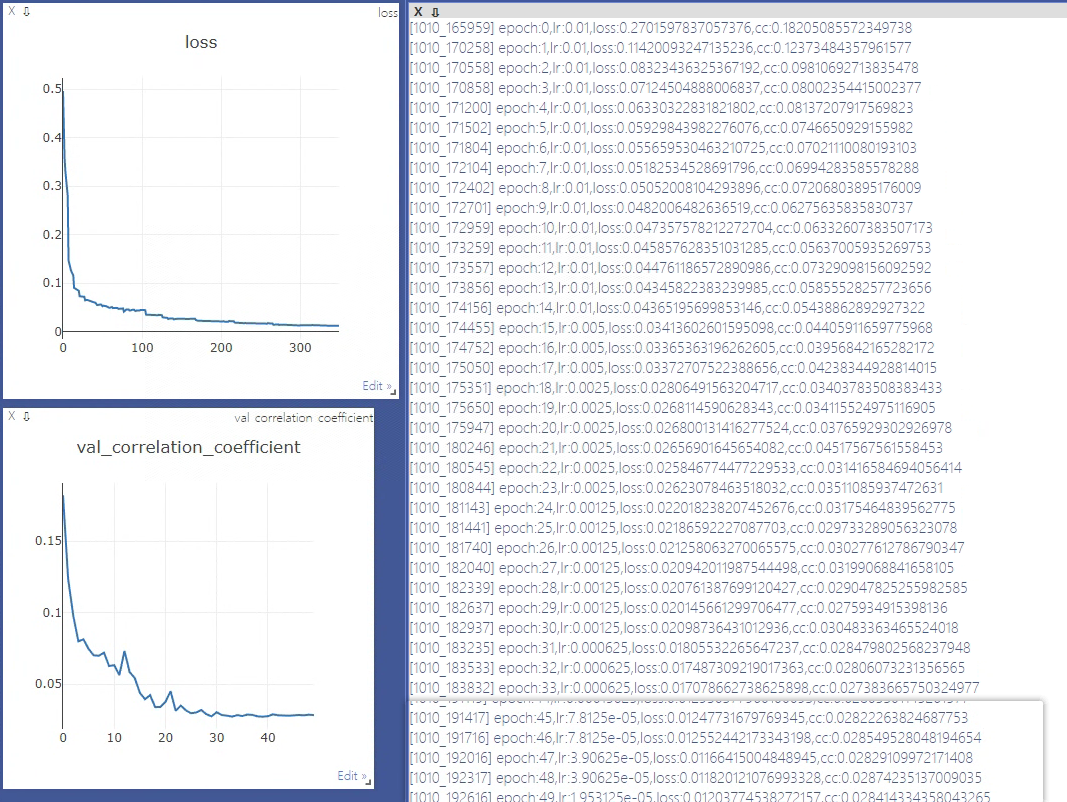 X ⇩ loss
loss
0.5
0.4
0.3
0.2
0.1
0
0 100 200 300
Edit »
X ⇩ val correlation coefficient
val_correlation_coefficient
0.15
0.1
0.05
0 10 20 30 40
Edit »
X ⇩
[1010_165959] epoch:0,lr:0.01,loss:0.2701597837057376,cc:0.18205085572349738
[1010_170258] epoch:1,lr:0.01,loss:0.11420093247135236,cc:0.12373484357961577
[1010_170558] epoch:2,lr:0.01,loss:0.08323436325367192,cc:0.09810692713835478
[1010_170858] epoch:3,lr:0.01,loss:0.07124504888006837,cc:0.08002354415002377
[1010_171200] epoch:4,lr:0.01,loss:0.06330322831821802,cc:0.08137207917569823
[1010_171502] epoch:5,lr:0.01,loss:0.05929843982276076,cc:0.0746650929155982
[1010_171804] epoch:6,lr:0.01,loss:0.055659530463210725,cc:0.07021110080193103
[1010_172104] epoch:7,lr:0.01,loss:0.05182534528691796,cc:0.06994283585578288
[1010_172402] epoch:8,lr:0.01,loss:0.05052008104293896,cc:0.07206803895176009
[1010_172701] epoch:9,lr:0.01,loss:0.0482006482636519,cc:0.06275635835830737
[1010_172959] epoch:10,lr:0.01,loss:0.047357578212272704,cc:0.06332607383507173
[1010_173259] epoch:11,lr:0.01,loss:0.045857628351031285,cc:0.05637005935269753
[1010_173557] epoch:12,lr:0.01,loss:0.044761186572890986,cc:0.07329098156092592
[1010_173856] epoch:13,lr:0.01,loss:0.04345822383239985,cc:0.05855528257723656
[1010_174156] epoch:14,lr:0.01,loss:0.04365195699853146,cc:0.05438862892927322
[1010_174455] epoch:15,lr:0.005,loss:0.03413602601595098,cc:0.04405911659775968
[1010_174752] epoch:16,lr:0.005,loss:0.03365363196262605,cc:0.03956842165282172
[1010_175050] epoch:17,lr:0.005,loss:0.03372707522388656,cc:0.04238344928814015
[1010_175351] epoch:18,lr:0.0025,loss:0.02806491563204717,cc:0.03403783508383433
[1010_175650] epoch:19,lr:0.0025,loss:0.0268114590628343,cc:0.034115524975116905
[1010_175947] epoch:20,lr:0.0025,loss:0.026800131416277524,cc:0.03765929302926978
[1010_180246] epoch:21,lr:0.0025,loss:0.02656901645654082,cc:0.04517567561558453
[1010_180545] epoch:22,lr:0.0025,loss:0.025846774477229533,cc:0.031416584694056414
[1010_180844] epoch:23,lr:0.0025,loss:0.02623078463518032,cc:0.03511085937472631
[1010_181143] epoch:24,lr:0.00125,loss:0.022018238207452676,cc:0.03175464839562775
[1010_181441] epoch:25,lr:0.00125,loss:0.02186592227087703,cc:0.029733289056323078
[1010_181740] epoch:26,lr:0.00125,loss:0.021258063270065575,cc:0.030277612786790347
[1010_182040] epoch:27,lr:0.00125,loss:0.020942011987544498,cc:0.03199068841658105
[1010_182339] epoch:28,lr:0.00125,loss:0.020761387699120427,cc:0.029047825255982585
[1010_182637] epoch:29,lr:0.00125,loss:0.020145661299706477,cc:0.0275934915398136
[1010_182937] epoch:30,lr:0.00125,loss:0.02098736431012936,cc:0.030483363465524018
[1010_183235] epoch:31,lr:0.000625,loss:0.01805532265647237,cc:0.028479802568237948
[1010_183533] epoch:32,lr:0.000625,loss:0.017487309219017363,cc:0.02806073231356565
[1010_183832] epoch:33,lr:0.000625,loss:0.017078662738625898,cc:0.027383665750324977
[1010_191417] epoch:45,lr:7.8125e-05,loss:0.01247731679769345,cc:0.02822263824687753
[1010_191716] epoch:46,lr:7.8125e-05,loss:0.012552442173343198,cc:0.028549528048194654
[1010_192016] epoch:47,lr:3.90625e-05,loss:0.01166415004848945,cc:0.02829109972171408
[1010_192317] epoch:48,lr:3.90625e-05,loss:0.011820121076993328,cc:0.02874235137009035
[1010_192616] epoch:49,lr:1.953125e-05,loss:0.01203774538272157,cc:0.028414334358043265